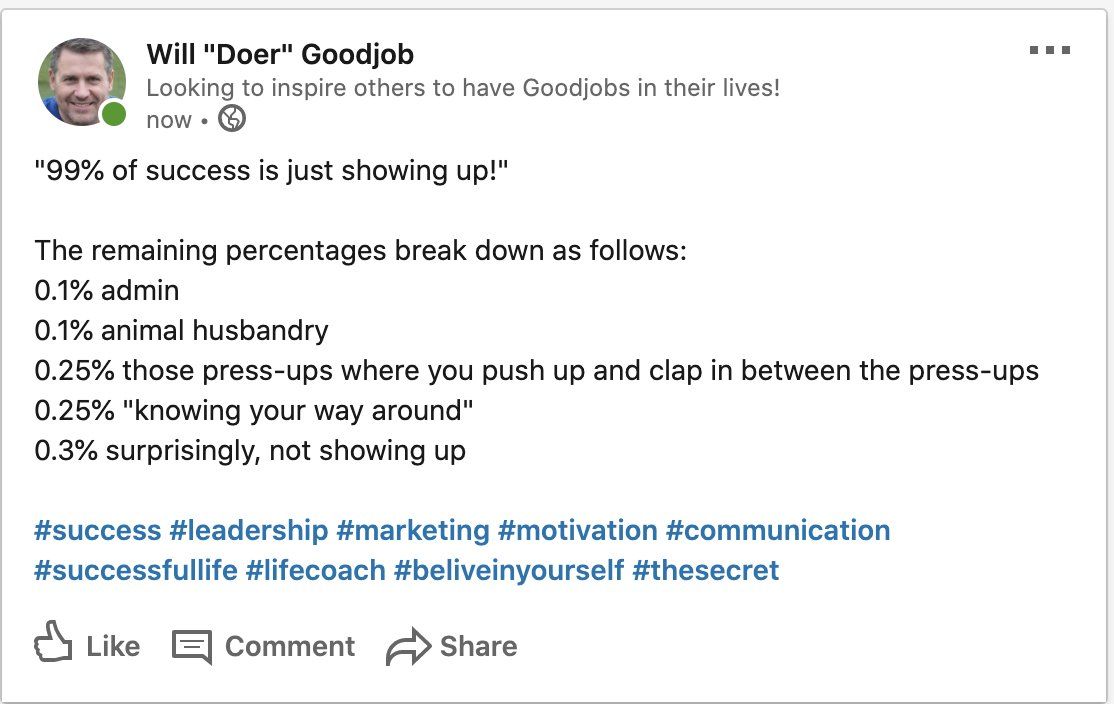 Will "Doer" Goodjob
Looking to inspire others to have Goodjobs in their lives!
now •
"99% of success is just showing up!"
The remaining percentages break down as follows:
0.1% admin
0.1% animal husbandry
0.25% those press-ups where you push up and clap in between the press-ups
0.25% "knowing your way around"
0.3% surprisingly, not showing up
#success #leadership #marketing #motivation #communication
#successfullife #lifecoach #beliveinyourself #thesecret
Like Comment Share